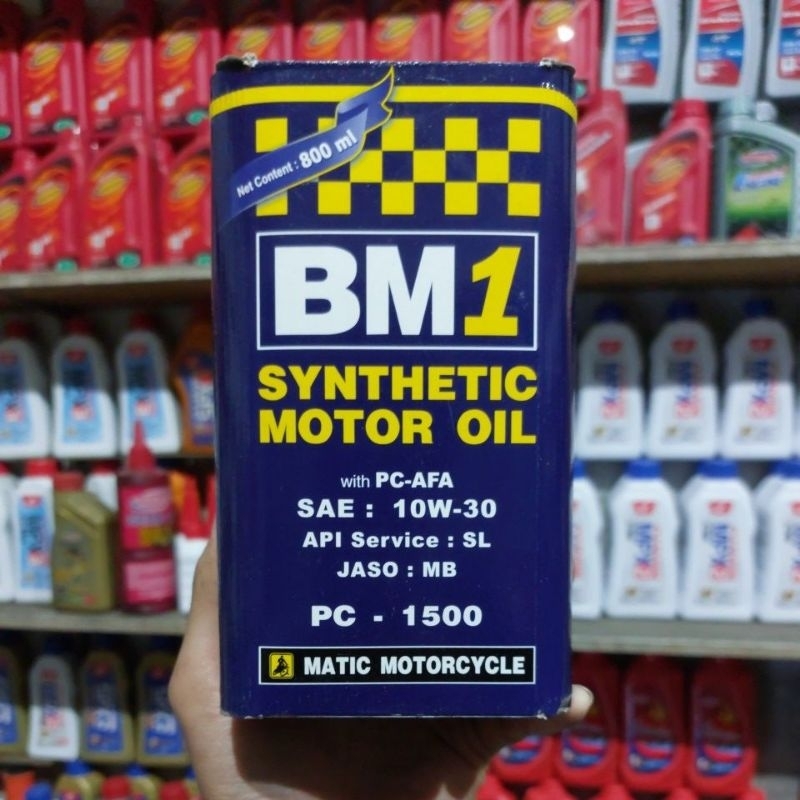 Net Content : 800 ml
BM1
SYNTHETIC
MOTOR OIL
with PC-AFA
SAE : 10W-30
API Service : SL
JASO : MB
PC - 1500
MATIC MOTORCYCLE